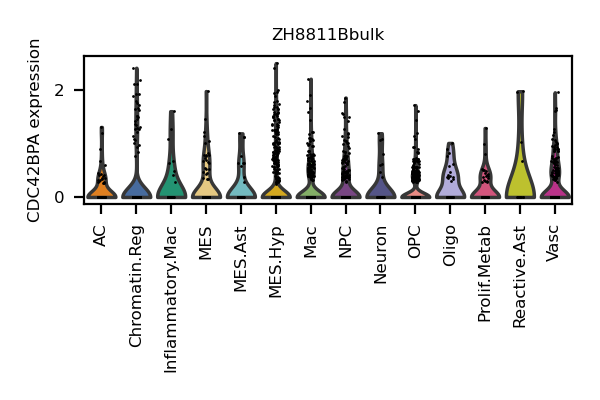 ZH8811Bbulk
CDC42BPA expression
2
0
AC
Chromatin.Reg
Inflammatory.Mac
MES
MES.Ast
MES.Hyp
Mac
NPC
Neuron
OPC
Oligo
Prolif.Metab
Reactive.Ast
Vasc